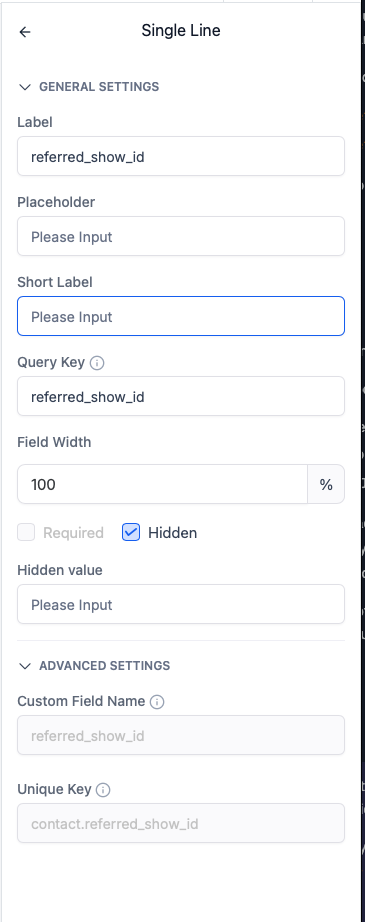 Single Line
GENERAL SETTINGS
Label
referred_show_id
Placeholder
Please Input
Short Label
Please Input
Query Key
referred_show_id
Field Width
100 %
Required Hidden
Hidden value
Please Input
ADVANCED SETTINGS
Custom Field Name
referred_show_id
Unique Key
contact.referred_show_id